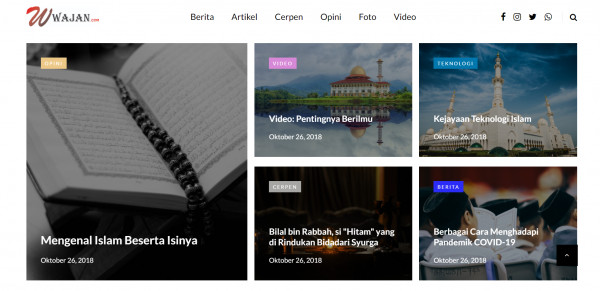 WWAJAN.COM
Berita Artikel Cerpen Opini Foto Video
OPINI
Mengenal Islam Beserta Isinya
Oktober 26, 2018
VIDEO
Video: Pentingnya Berilmu
Oktober 26, 2018
TEKNOLOGI
Kejayaan Teknologi Islam
Oktober 26, 2018
CERPEN
Bilal bin Rabbah, si "Hitam" yang
di Rindukan Bidadari Syurga
Oktober 26, 2018
BERITA
Berbagai Cara Menghadapi
Pandemik COVID-19
Oktober 26, 2018